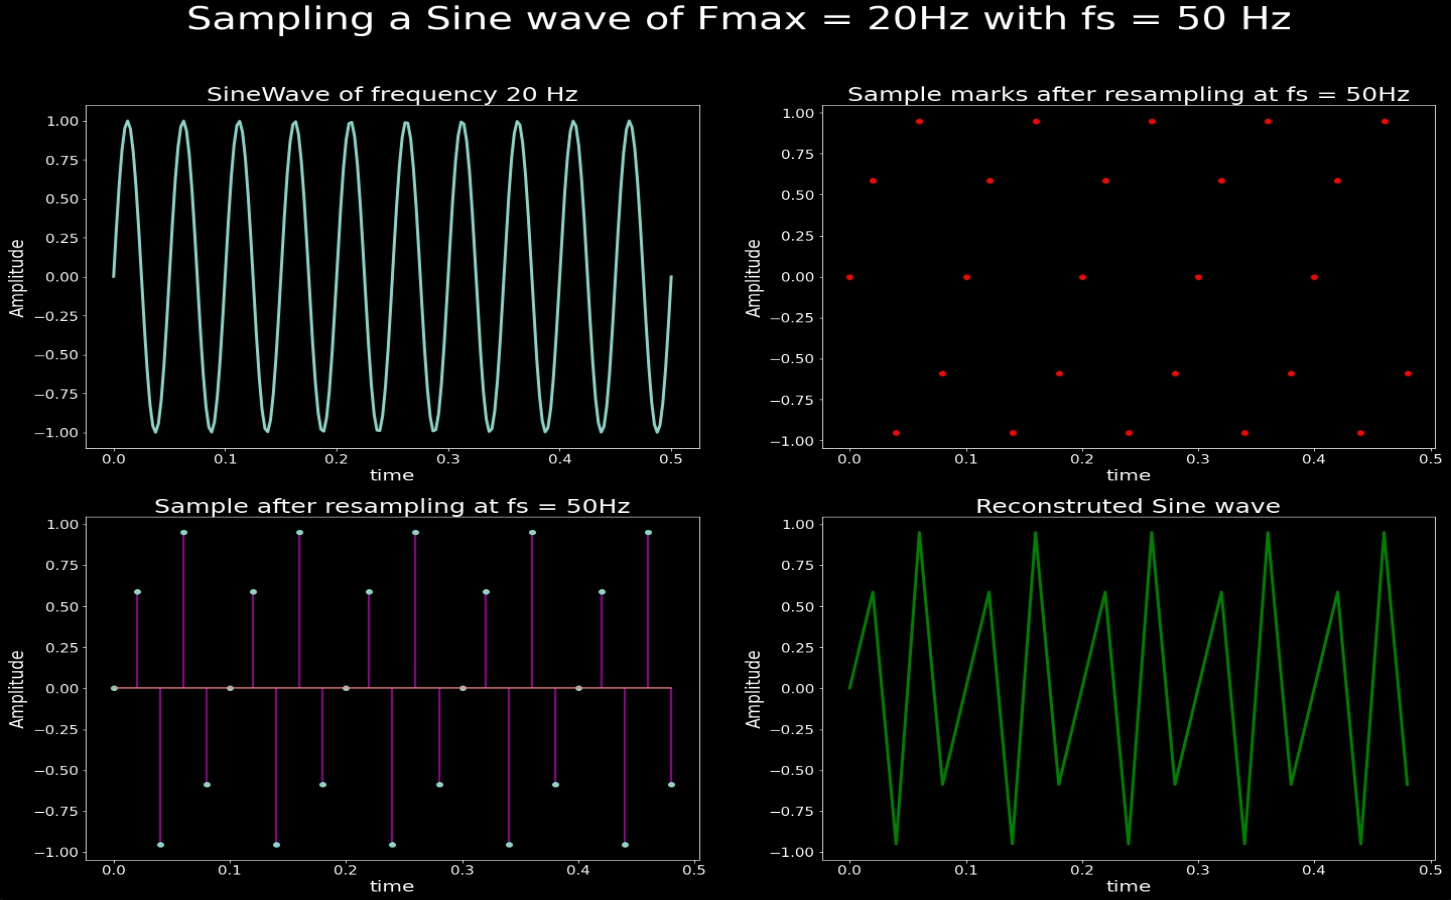 Sampling a Sine wave of Fmax = 20Hz with fs = 50 Hz
SineWave of frequency 20 Hz
1.00
0.75
0.50
0.25
0.00
−0.25
−0.50
−0.75
−1.00
Amplitude
0.0 0.1 0.2 0.3 0.4 0.5
time
Sample marks after resampling at fs = 50Hz
1.00
0.75
0.50
0.25
0.00
−0.25
−0.50
−0.75
−1.00
Amplitude
0.0 0.1 0.2 0.3 0.4 0.5
time
Sample after resampling at fs = 50Hz
1.00
0.75
0.50
0.25
0.00
−0.25
−0.50
−0.75
−1.00
Amplitude
0.0 0.1 0.2 0.3 0.4 0.5
time
Reconstruted Sine wave
1.00
0.75
0.50
0.25
0.00
−0.25
−0.50
−0.75
−1.00
Amplitude
0.0 0.1 0.2 0.3 0.4 0.5
time